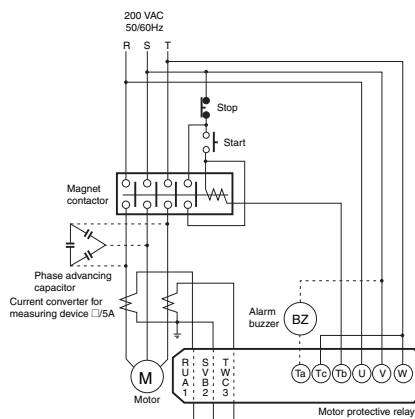 200 VAC
50/60Hz
R S T
Stop
Start
Magnet
contactor
Phase advancing
capacitor
Current converter for
measuring device □/5A
Alarm
buzzer
BZ
M
Motor
R
U
A
1
S
V
B
2
T
W
C
3
Ta Tc Tb U V W
Motor protective relay